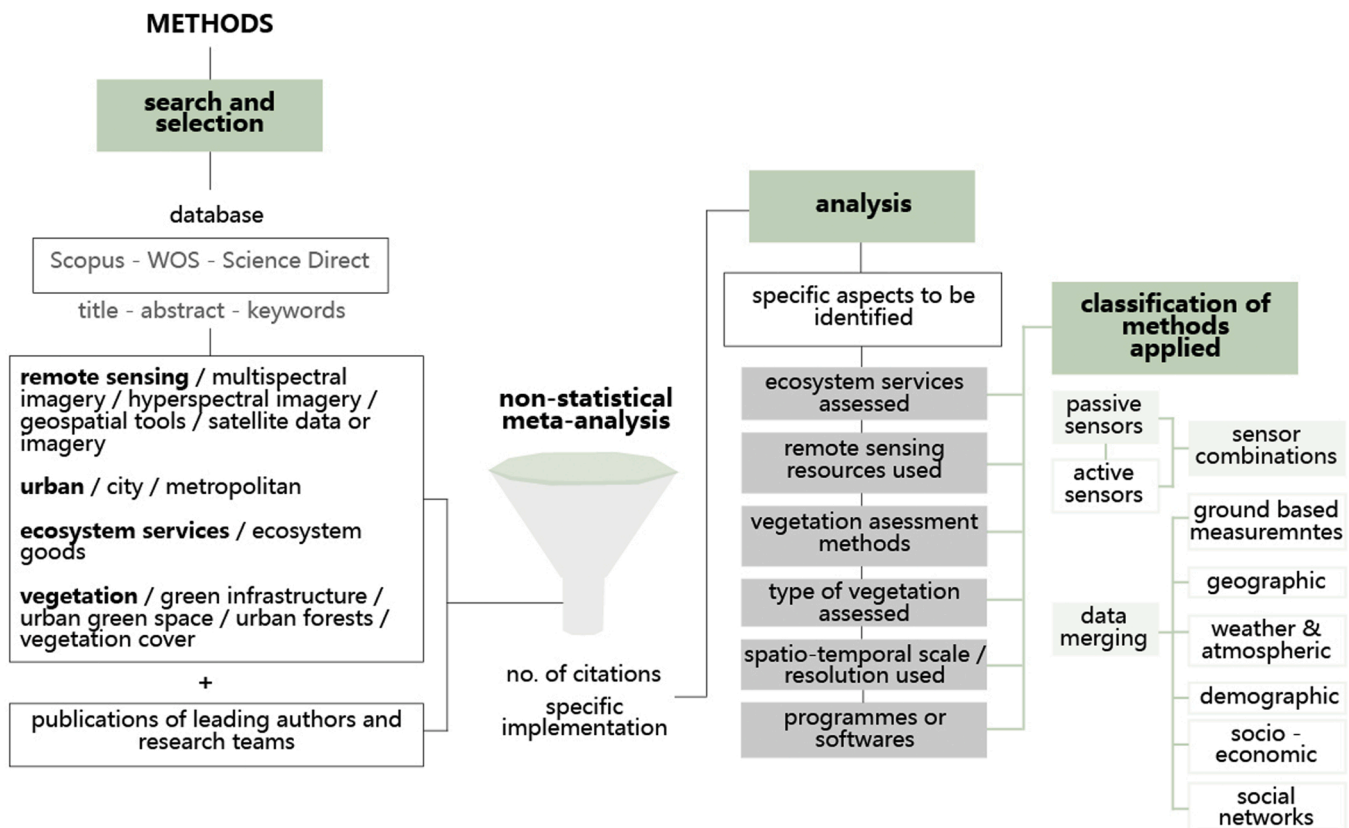 METHODS
search and
selection
database
Scopus - WOS - Science Direct
title - abstract - keywords
remote sensing / multispectral
imagery / hyperspectral imagery /
geospatial tools / satellite data or
imagery
urban / city / metropolitan
ecosystem services / ecosystem
goods
vegetation / green infrastructure /
urban green space / urban forests /
vegetation cover
+
publications of leading authors and
research teams
non-statistical
meta-analysis
no. of citations
specific
implementation
analysis
specific aspects to be
identified
ecosystem services
assessed
remote sensing
resources used
vegetation asessment
methods
type of vegetation
assessed
spatio-temporal scale /
resolution used
programmes or
softwares
classification of
methods
applied
passive
sensors
active
sensors
sensor
combinations
data
merging
ground based
measuremntes
geographic
weather &
atmospheric
demographic
socio -
economic
social
networks